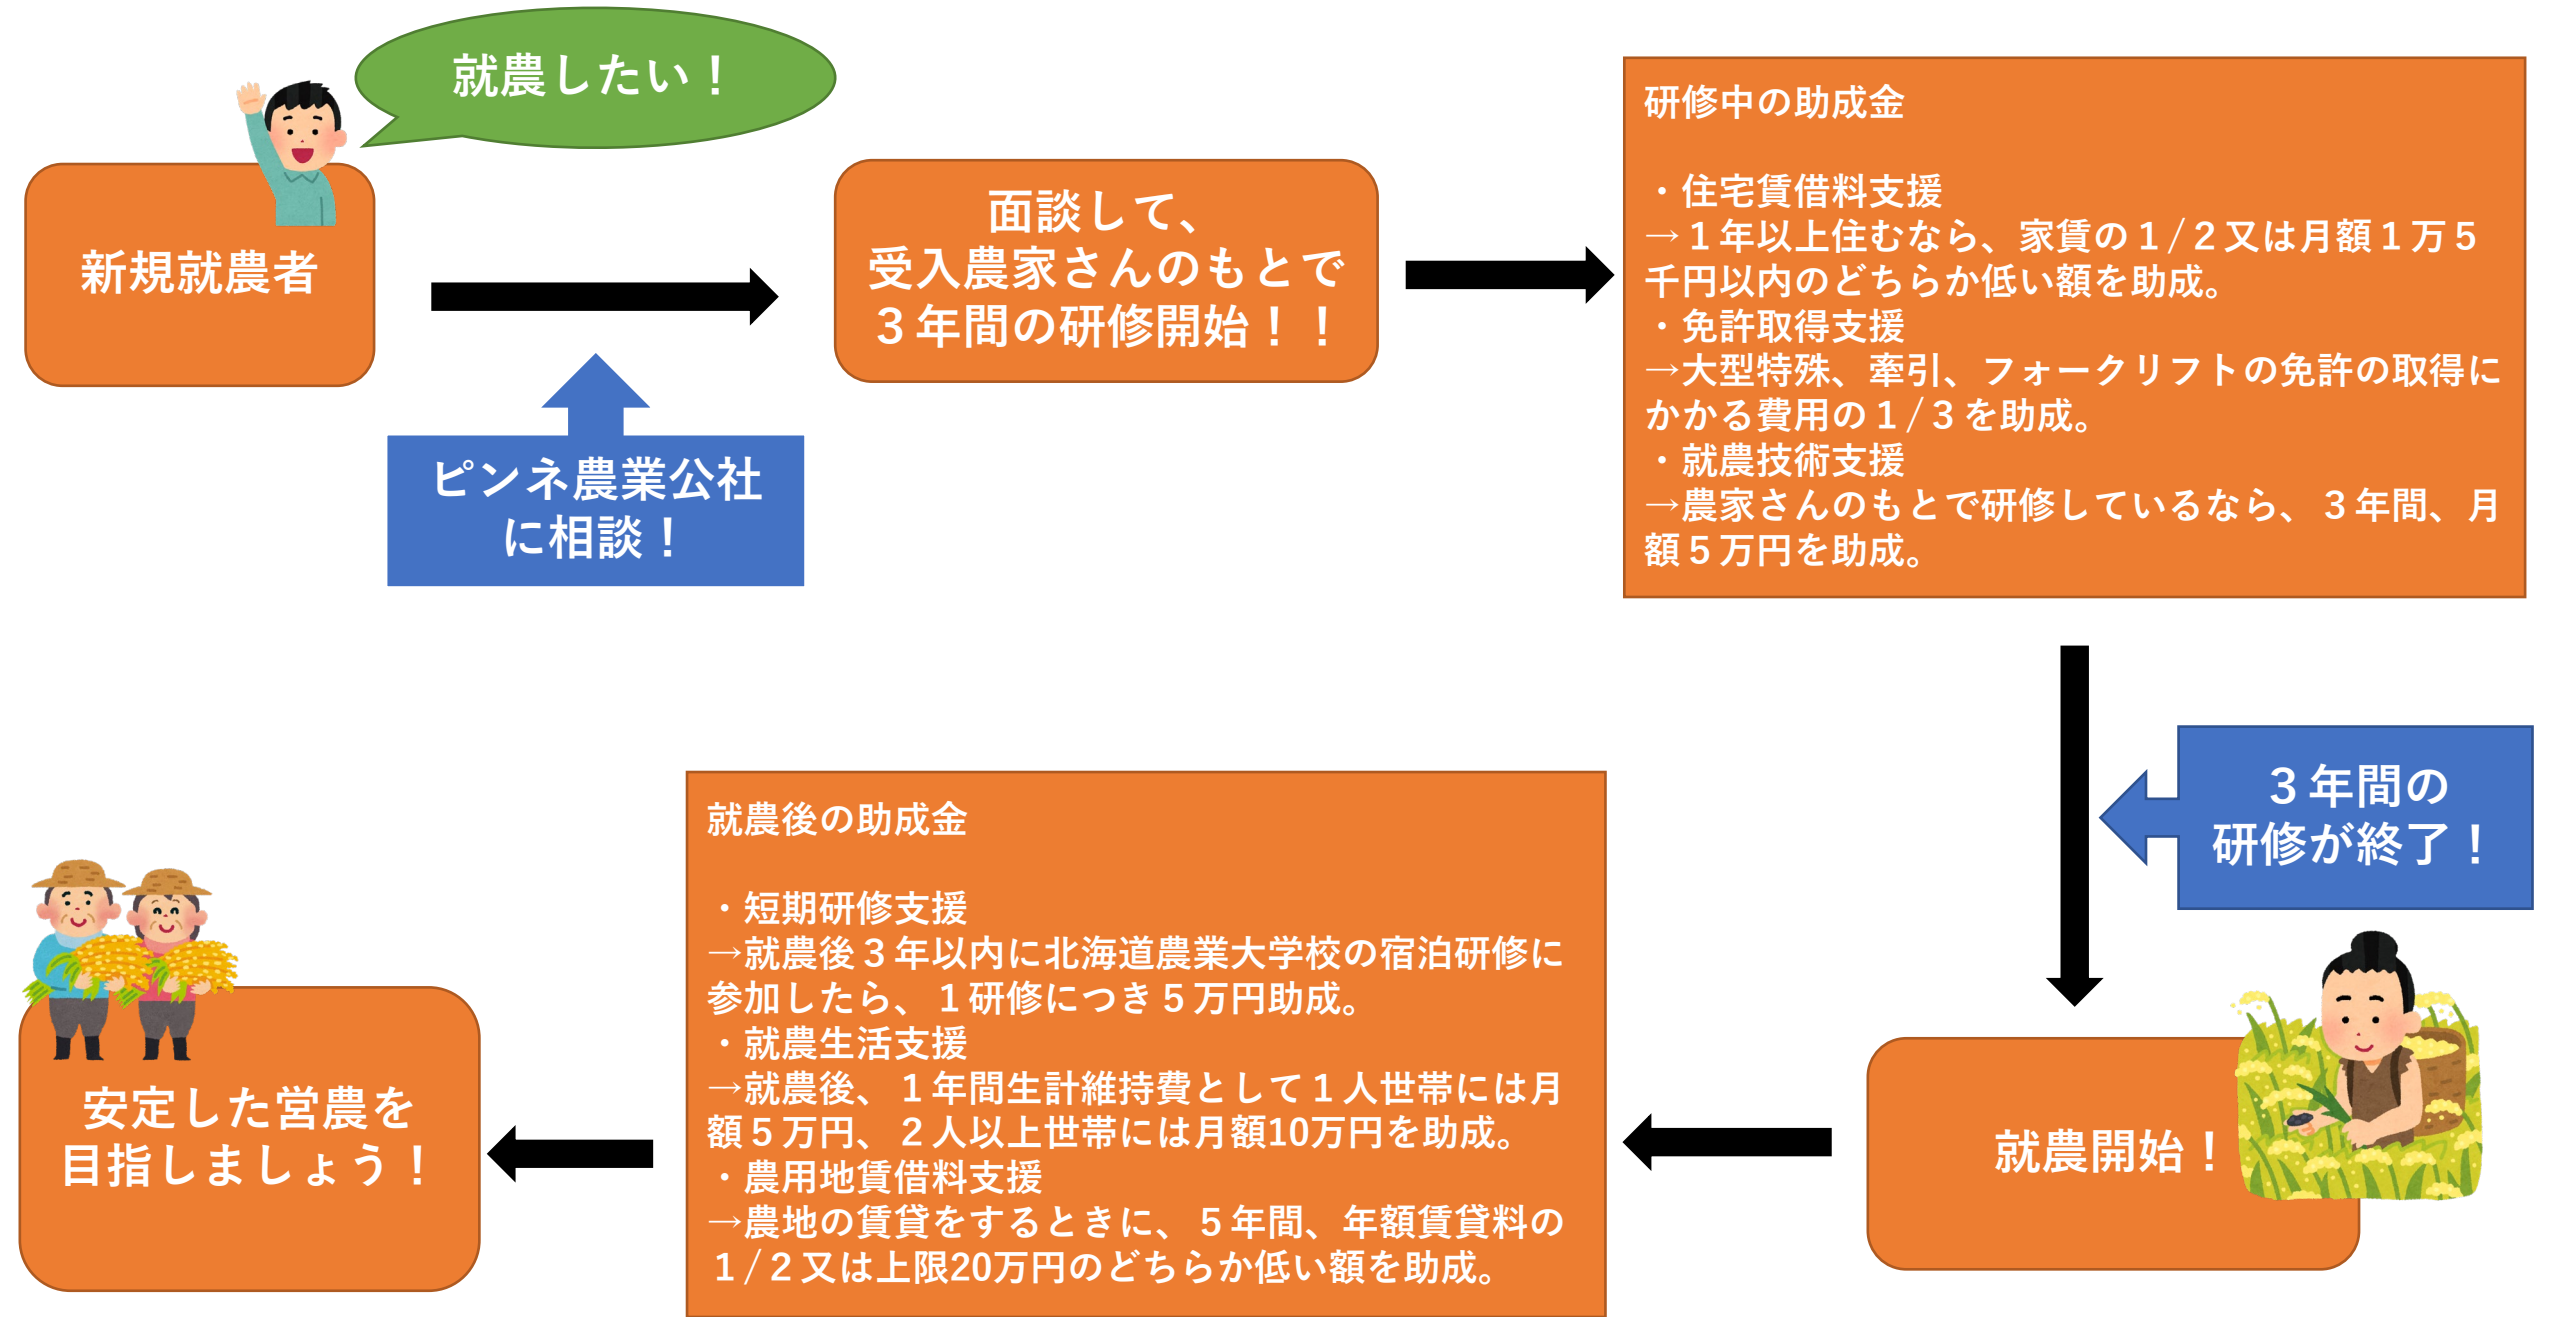 就農したい！
新規就農者
ピンネ農業公社
に相談！
面談して、
受入農家さんのもとで
３年間の研修開始！！
研修中の助成金
・住宅賃借料支援
→１年以上住むなら、家賃の１/２又は月額１万５
千円以内のどちらか低い額を助成。
・免許取得支援
→大型特殊、牽引、フォークリフトの免許の取得に
かかる費用の１/３を助成。
・就農技術支援
→農家さんのもとで研修しているなら、３年間、月
額５万円を助成。
３年間の
研修が終了！
就農開始！
就農後の助成金
・短期研修支援
→就農後３年以内に北海道農業大学校の宿泊研修に
参加したら、１研修につき５万円助成。
・就農生活支援
→就農後、１年間生計維持費として１人世帯には月
額５万円、２人以上世帯には月額10万円を助成。
・農用地賃借料支援
→農地の賃貸をするときに、５年間、年額賃貸料の
１/２又は上限20万円のどちらか低い額を助成。
安定した営農を
目指しましょう！